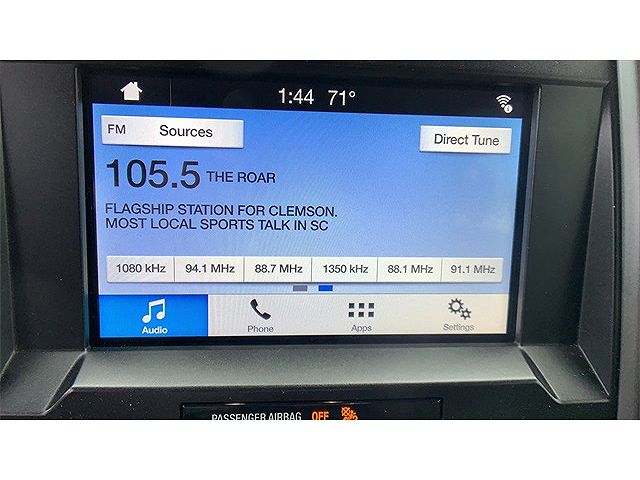 1:44 71°
FM Sources
Direct Tune
105.5 THE ROAR
FLAGSHIP STATION FOR CLEMSON.
MOST LOCAL SPORTS TALK IN SC
1080 kHz 94.1 MHz 88.7 MHz 1350 kHz 88.1 MHz 91.1 MHz
Audio Phone Apps Settings
PASSENGER AIRBAG OFF